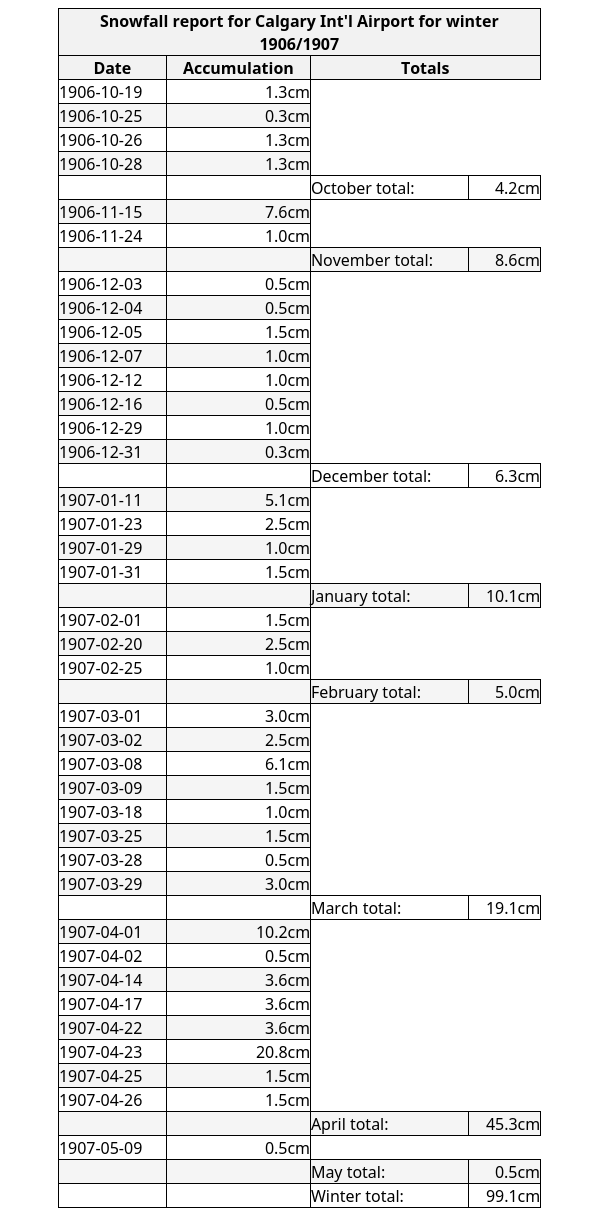 Snowfall report for Calgary Int'l Airport for winter
1906/1907
Date Accumulation Totals
1906-10-19 1.3cm
1906-10-25 0.3cm
1906-10-26 1.3cm
1906-10-28 1.3cm
October total: 4.2cm
1906-11-15 7.6cm
1906-11-24 1.0cm
November total: 8.6cm
1906-12-03 0.5cm
1906-12-04 0.5cm
1906-12-05 1.5cm
1906-12-07 1.0cm
1906-12-12 1.0cm
1906-12-16 0.5cm
1906-12-29 1.0cm
1906-12-31 0.3cm
December total: 6.3cm
1907-01-11 5.1cm
1907-01-23 2.5cm
1907-01-29 1.0cm
1907-01-31 1.5cm
January total: 10.1cm
1907-02-01 1.5cm
1907-02-20 2.5cm
1907-02-25 1.0cm
February total: 5.0cm
1907-03-01 3.0cm
1907-03-02 2.5cm
1907-03-08 6.1cm
1907-03-09 1.5cm
1907-03-18 1.0cm
1907-03-25 1.5cm
1907-03-28 0.5cm
1907-03-29 3.0cm
March total: 19.1cm
1907-04-01 10.2cm
1907-04-02 0.5cm
1907-04-14 3.6cm
1907-04-17 3.6cm
1907-04-22 3.6cm
1907-04-23 20.8cm
1907-04-25 1.5cm
1907-04-26 1.5cm
April total: 45.3cm
1907-05-09 0.5cm
May total: 0.5cm
Winter total: 99.1cm